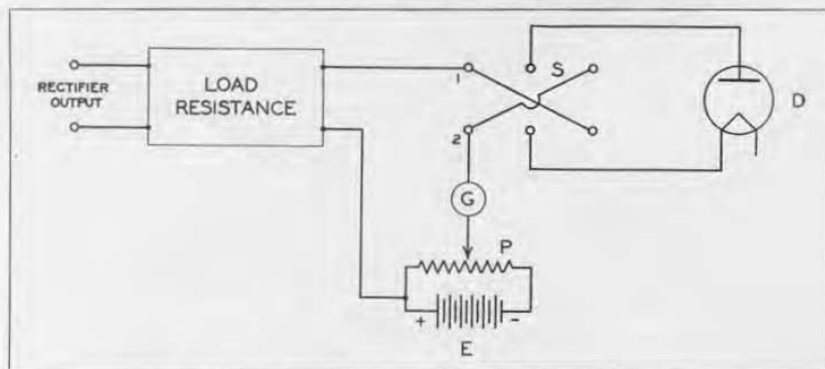 RECTIFIER
OUTPUT
LOAD
RESISTANCE
1
S
D
2
G
P
+ -
E